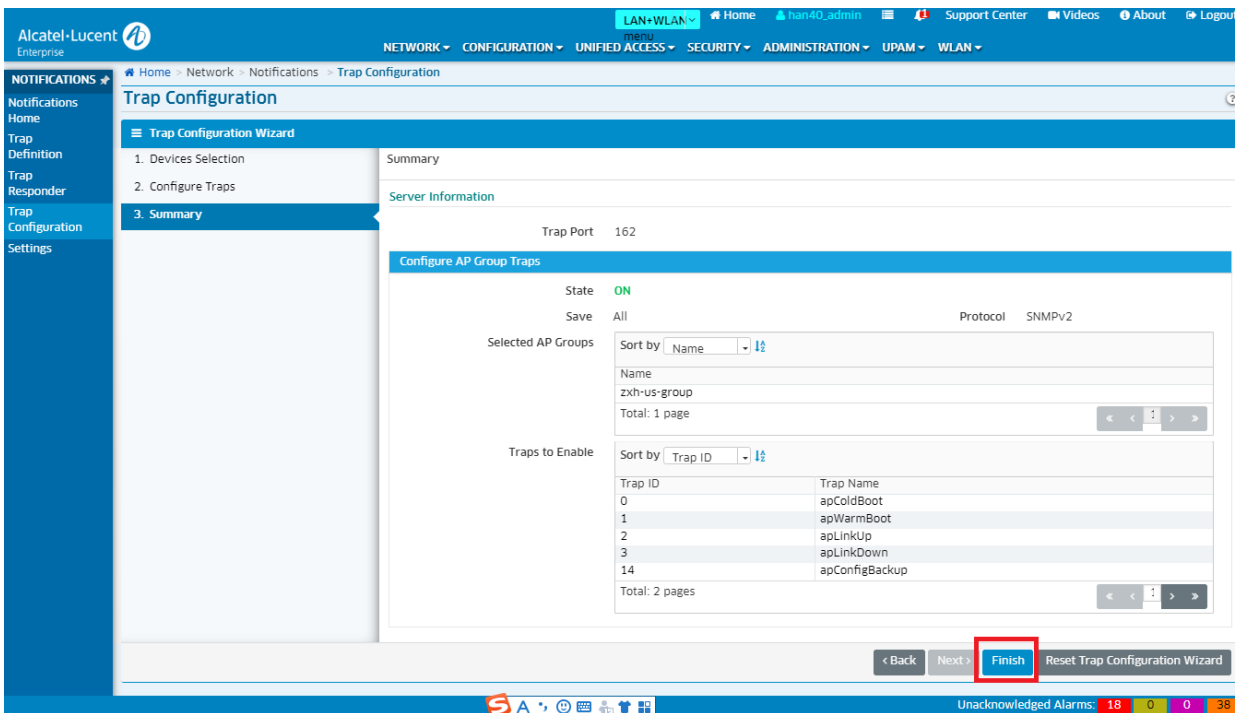 Alcatel·Lucent
Enterprise
LAN+WLAN
menu
Home
han40_admin
Support Center
Videos
About
Logout
NETWORK
CONFIGURATION
UNIFIED ACCESS
SECURITY
ADMINISTRATION
UPAM
WLAN
NOTIFICATIONS
Notifications
Home
Trap
Definition
Trap
Responder
Trap
Configuration
Settings
Home > Network > Notifications > Trap Configuration
Trap Configuration
Trap Configuration Wizard
1. Devices Selection
2. Configure Traps
3. Summary
Summary
Server Information
Trap Port 162
Configure AP Group Traps
State ON
Save All Protocol SNMPv2
Selected AP Groups
Sort by Name
Name
zxh-us-group
Total: 1 page
« < 1 > »
Traps to Enable
Sort by Trap ID
Trap ID Trap Name
0 apColdBoot
1 apWarmBoot
2 apLinkUp
3 apLinkDown
14 apConfigBackup
Total: 2 pages
« < 1 > »
< Back Next > Finish Reset Trap Configuration Wizard
Unacknowledged Alarms: 18 0 0 38